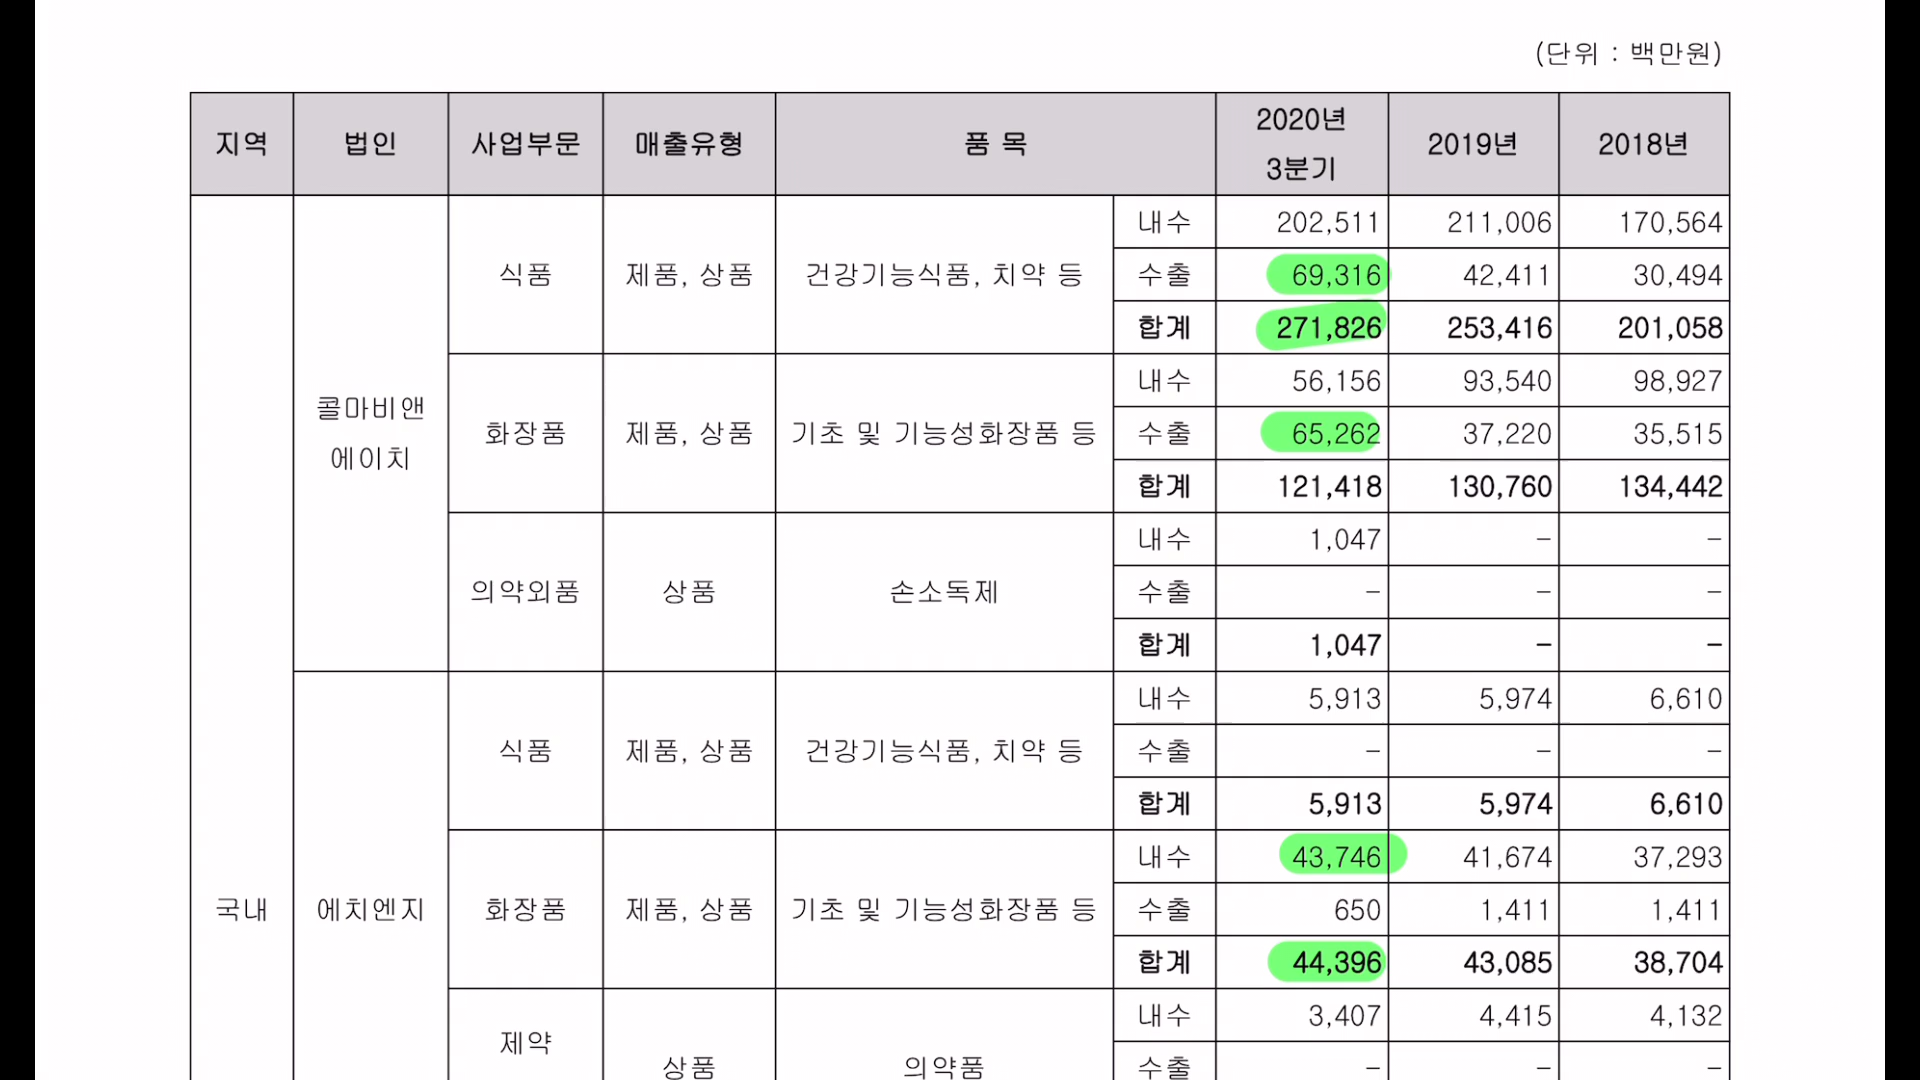 (단위 : 백만원)
지역 법인 사업부문 매출유형 품 목 2020년 3분기 2019년 2018년
국내
콜마비앤에이치
식품 제품, 상품 건강기능식품, 치약 등
내수 202,511 211,006 170,564
수출 69,316 42,411 30,494
합계 271,826 253,416 201,058
화장품 제품, 상품 기초 및 기능성화장품 등
내수 56,156 93,540 98,927
수출 65,262 37,220 35,515
합계 121,418 130,760 134,442
의약외품 상품 손소독제
내수 1,047 – –
수출 – – –
합계 1,047 – –
에치엔지
식품 제품, 상품 건강기능식품, 치약 등
내수 5,913 5,974 6,610
수출 – – –
합계 5,913 5,974 6,610
화장품 제품, 상품 기초 및 기능성화장품 등
내수 43,746 41,674 37,293
수출 650 1,411 1,411
합계 44,396 43,085 38,704
제약 상품 의약품
내수 3,407 4,415 4,132
수출 – – –